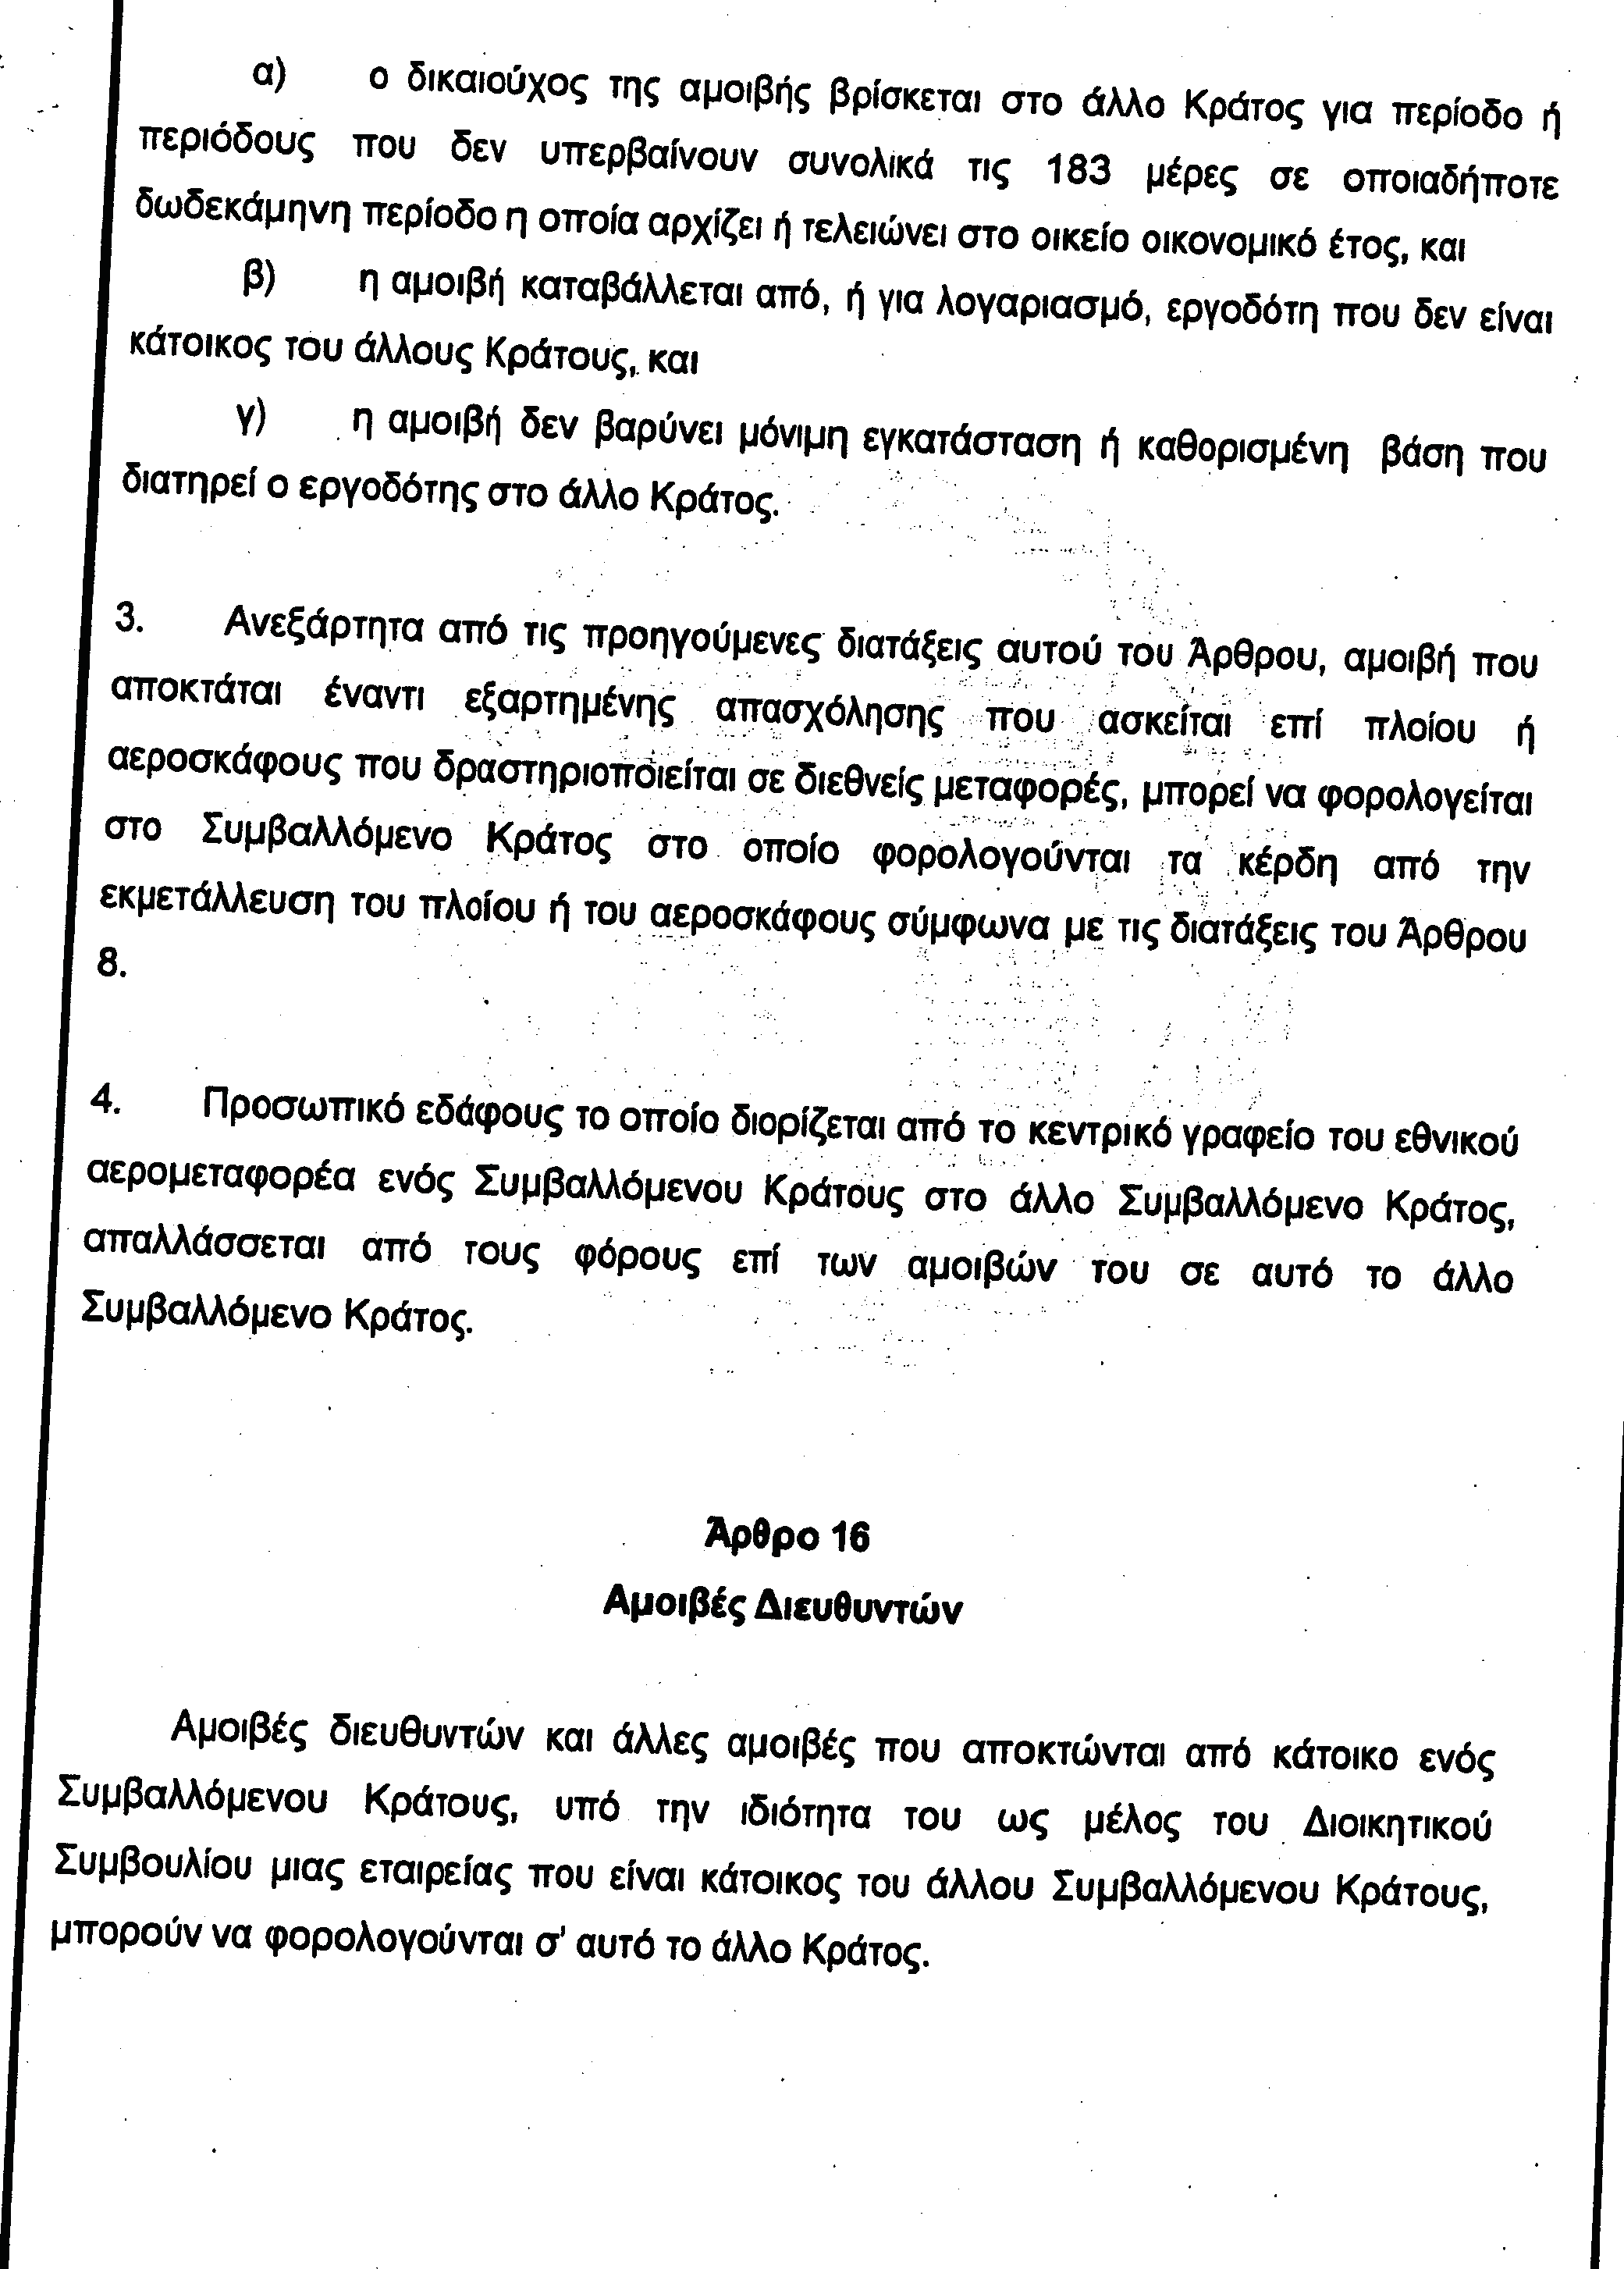 α) ο δικαιούχος της αμοιβής βρίσκεται στο άλλο Κράτος για περίοδο ή
περιόδους που δεν υπερβαίνουν συνολικά τις 183 μέρες σε οποιαδήποτε
δωδεκάμηνη περίοδο η οποία αρχίζει ή τελειώνει στο οικείο οικονομικό έτος, και
β) η αμοιβή καταβάλλεται από, ή για λογαριασμό, εργοδότη που δεν είναι
κάτοικος του άλλους Κράτους, και
γ) η αμοιβή δεν βαρύνει μόνιμη εγκατάσταση ή καθορισμένη βάση που
διατηρεί ο εργοδότης στο άλλο Κράτος.
3. Ανεξάρτητα από τις προηγούμενες διατάξεις αυτού του Άρθρου, αμοιβή που
αποκτάται έναντι εξαρτημένης απασχόλησης που ασκείται επί πλοίου ή
αεροσκάφους που δραστηριοποιείται σε διεθνείς μεταφορές, μπορεί να φορολογείται
στο Συμβαλλόμενο Κράτος στο οποίο φορολογούνται τα κέρδη από την
εκμετάλλευση του πλοίου ή του αεροσκάφους σύμφωνα με τις διατάξεις του Άρθρου
8.
4. Προσωπικό εδάφους το οποίο διορίζεται από το κεντρικό γραφείο του εθνικού
αερομεταφορέα ενός Συμβαλλόμενου Κράτους στο άλλο Συμβαλλόμενο Κράτος,
απαλλάσσεται από τους φόρους επί των αμοιβών του σε αυτό το άλλο
Συμβαλλόμενο Κράτος.
Άρθρο 16
Αμοιβές Διευθυντών
Αμοιβές διευθυντών και άλλες αμοιβές που αποκτώνται από κάτοικο ενός
Συμβαλλόμενου Κράτους, υπό την ιδιότητα του ως μέλος του Διοικητικού
Συμβουλίου μιας εταιρείας που είναι κάτοικος του άλλου Συμβαλλόμενου Κράτους,
μπορούν να φορολογούνται σ' αυτό το άλλο Κράτος.